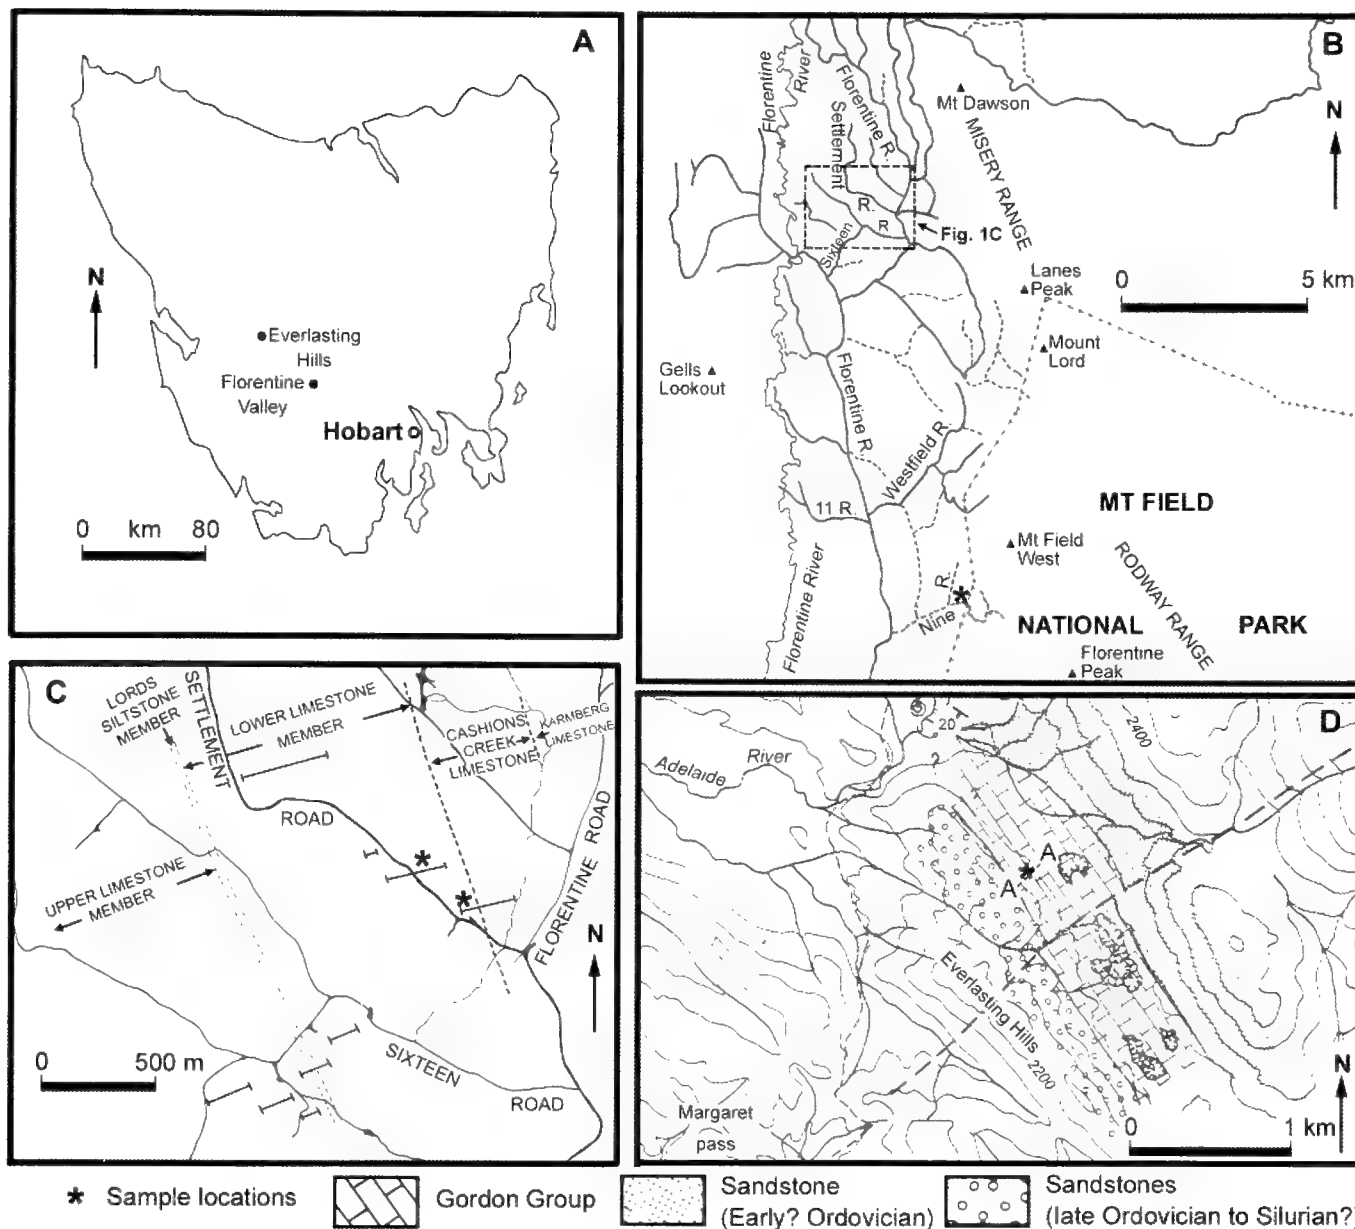 A
N
Everlasting
Hills
Florentine
Valley
Hobart
0 km 80
B
Florentine
River
Florentine R.
Settlement
R.
R
Sixteen
Mt Dawson
MISERY RANGE
N
Fig. 1C
Lanes
Peak
0 5 km
Mount
Lord
Gells
Lookout
Florentine R.
Westfield R.
11 R.
MT FIELD
Mt Field
West
RODWAY RANGE
Florentine River
R.
Nine
NATIONAL PARK
Florentine
Peak
C
LORDS
SILTSTONE
MEMBER
SETTLEMENT
LOWER LIMESTONE
MEMBER
CASHIONS
CREEK
LIMESTONE
KARMBERG
LIMESTONE
ROAD
FLORENTINE ROAD
UPPER LIMESTONE
MEMBER
N
0 500 m
SIXTEEN
ROAD
D
20
2400
2
Adelaide River
A
A
Everlasting Hills
2200
Margaret
pass
N
0 1 km
* Sample locations
Gordon Group
Sandstone
(Early? Ordovician)
Sandstones
(late Ordovician to Silurian?)